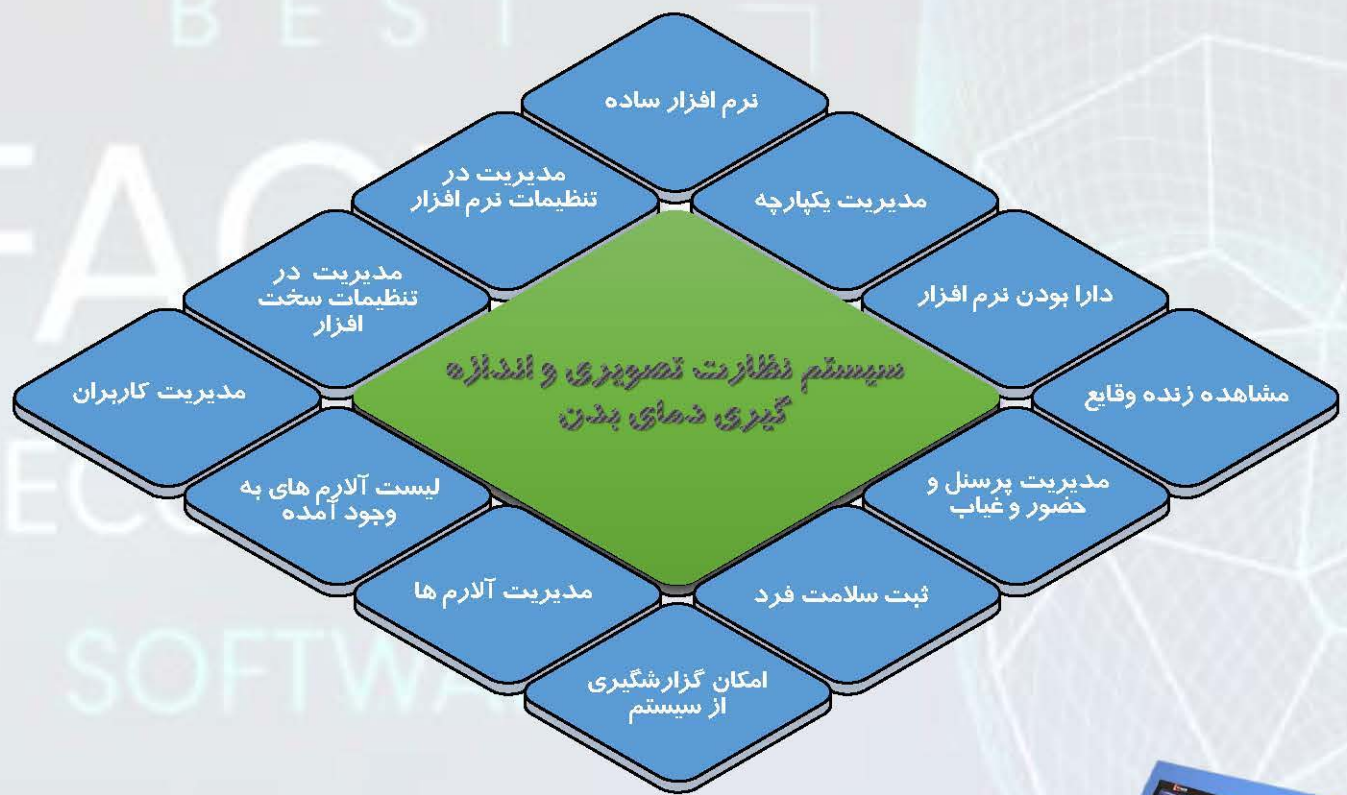 BEST
نرم افزار ساده
مدیریت یکپارچه
مدیریت در
تنظیمات نرم افزار
دارا بودن نرم افزار
مدیریت در
تنظیمات سخت
افزار
مشاهده زنده وقایع
سیستم نظارت تصویری و اندازه
گیری دمای بدن
مدیریت کاربران
مدیریت پرسنل و
حضور و غیاب
لیست آلارم های به
وجود آمده
ثبت سلامت فرد
مدیریت آلارم ها
امکان گزارشگیری
از سیستم